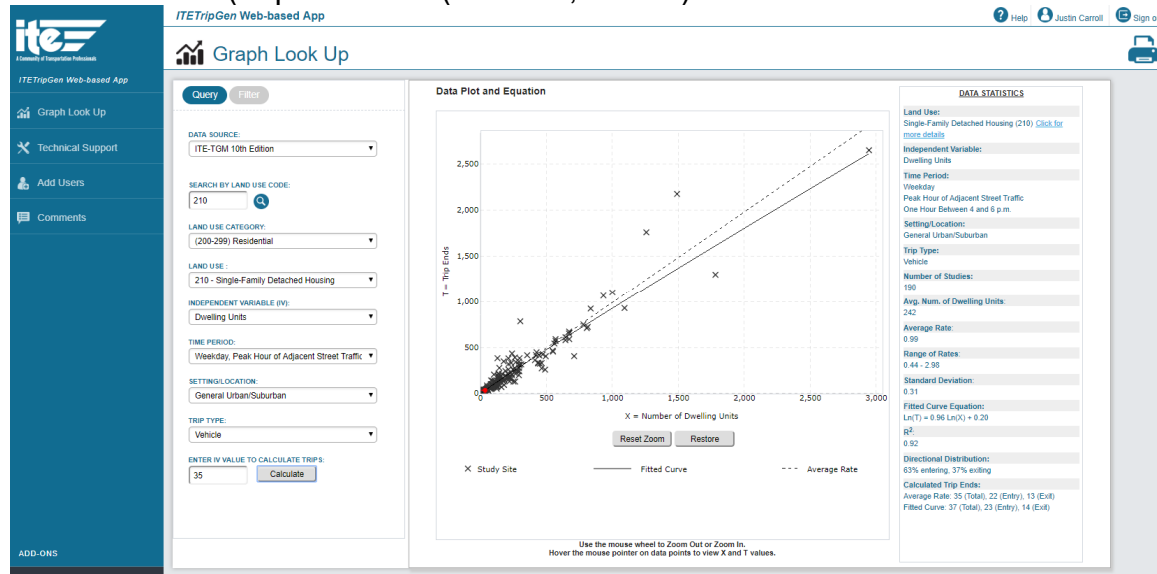 ITETripGen Web-based App
Help
Justin Carroll
ite
A Community of Transportation Professionals
Graph Look Up
ITETripGen Web-based App
Graph Look Up
Technical Support
Add Users
Comments
ADD-ONS
Query
Filter
DATA SOURCE:
ITE-TGM 10th Edition
SEARCH BY LAND USE CODE:
210
LAND USE CATEGORY:
(200-299) Residential
LAND USE :
210 - Single-Family Detached Housing
INDEPENDENT VARIABLE (IV):
Dwelling Units
TIME PERIOD:
Weekday, Peak Hour of Adjacent Street Traffic
SETTING/LOCATION:
General Urban/Suburban
TRIP TYPE:
Vehicle
ENTER IV VALUE TO CALCULATE TRIPS:
35
Calculate
Data Plot and Equation
T = Trip Ends
2,500
2,000
1,500
1,000
500
0
0 500 1,000 1,500 2,000 2,500 3,000
X = Number of Dwelling Units
Reset Zoom
Restore
Study Site
Fitted Curve
Average Rate
Use the mouse wheel to Zoom Out or Zoom In.
Hover the mouse pointer on data points to view X and T values.
DATA STATISTICS
Land Use:
Single-Family Detached Housing (210) Click for
more details
Independent Variable:
Dwelling Units
Time Period:
Weekday
Peak Hour of Adjacent Street Traffic
One Hour Between 4 and 6 p.m.
Setting/Location:
General Urban/Suburban
Trip Type:
Vehicle
Number of Studies:
190
Avg. Num. of Dwelling Units:
242
Average Rate:
0.99
Range of Rates:
0.44 - 2.98
Standard Deviation:
0.31
Fitted Curve Equation:
Ln(T) = 0.96 Ln(X) + 0.20
R²:
0.92
Directional Distribution:
63% entering, 37% exiting
Calculated Trip Ends:
Average Rate: 35 (Total), 22 (Entry), 13 (Exit)
Fitted Curve: 37 (Total), 23 (Entry), 14 (Exit)